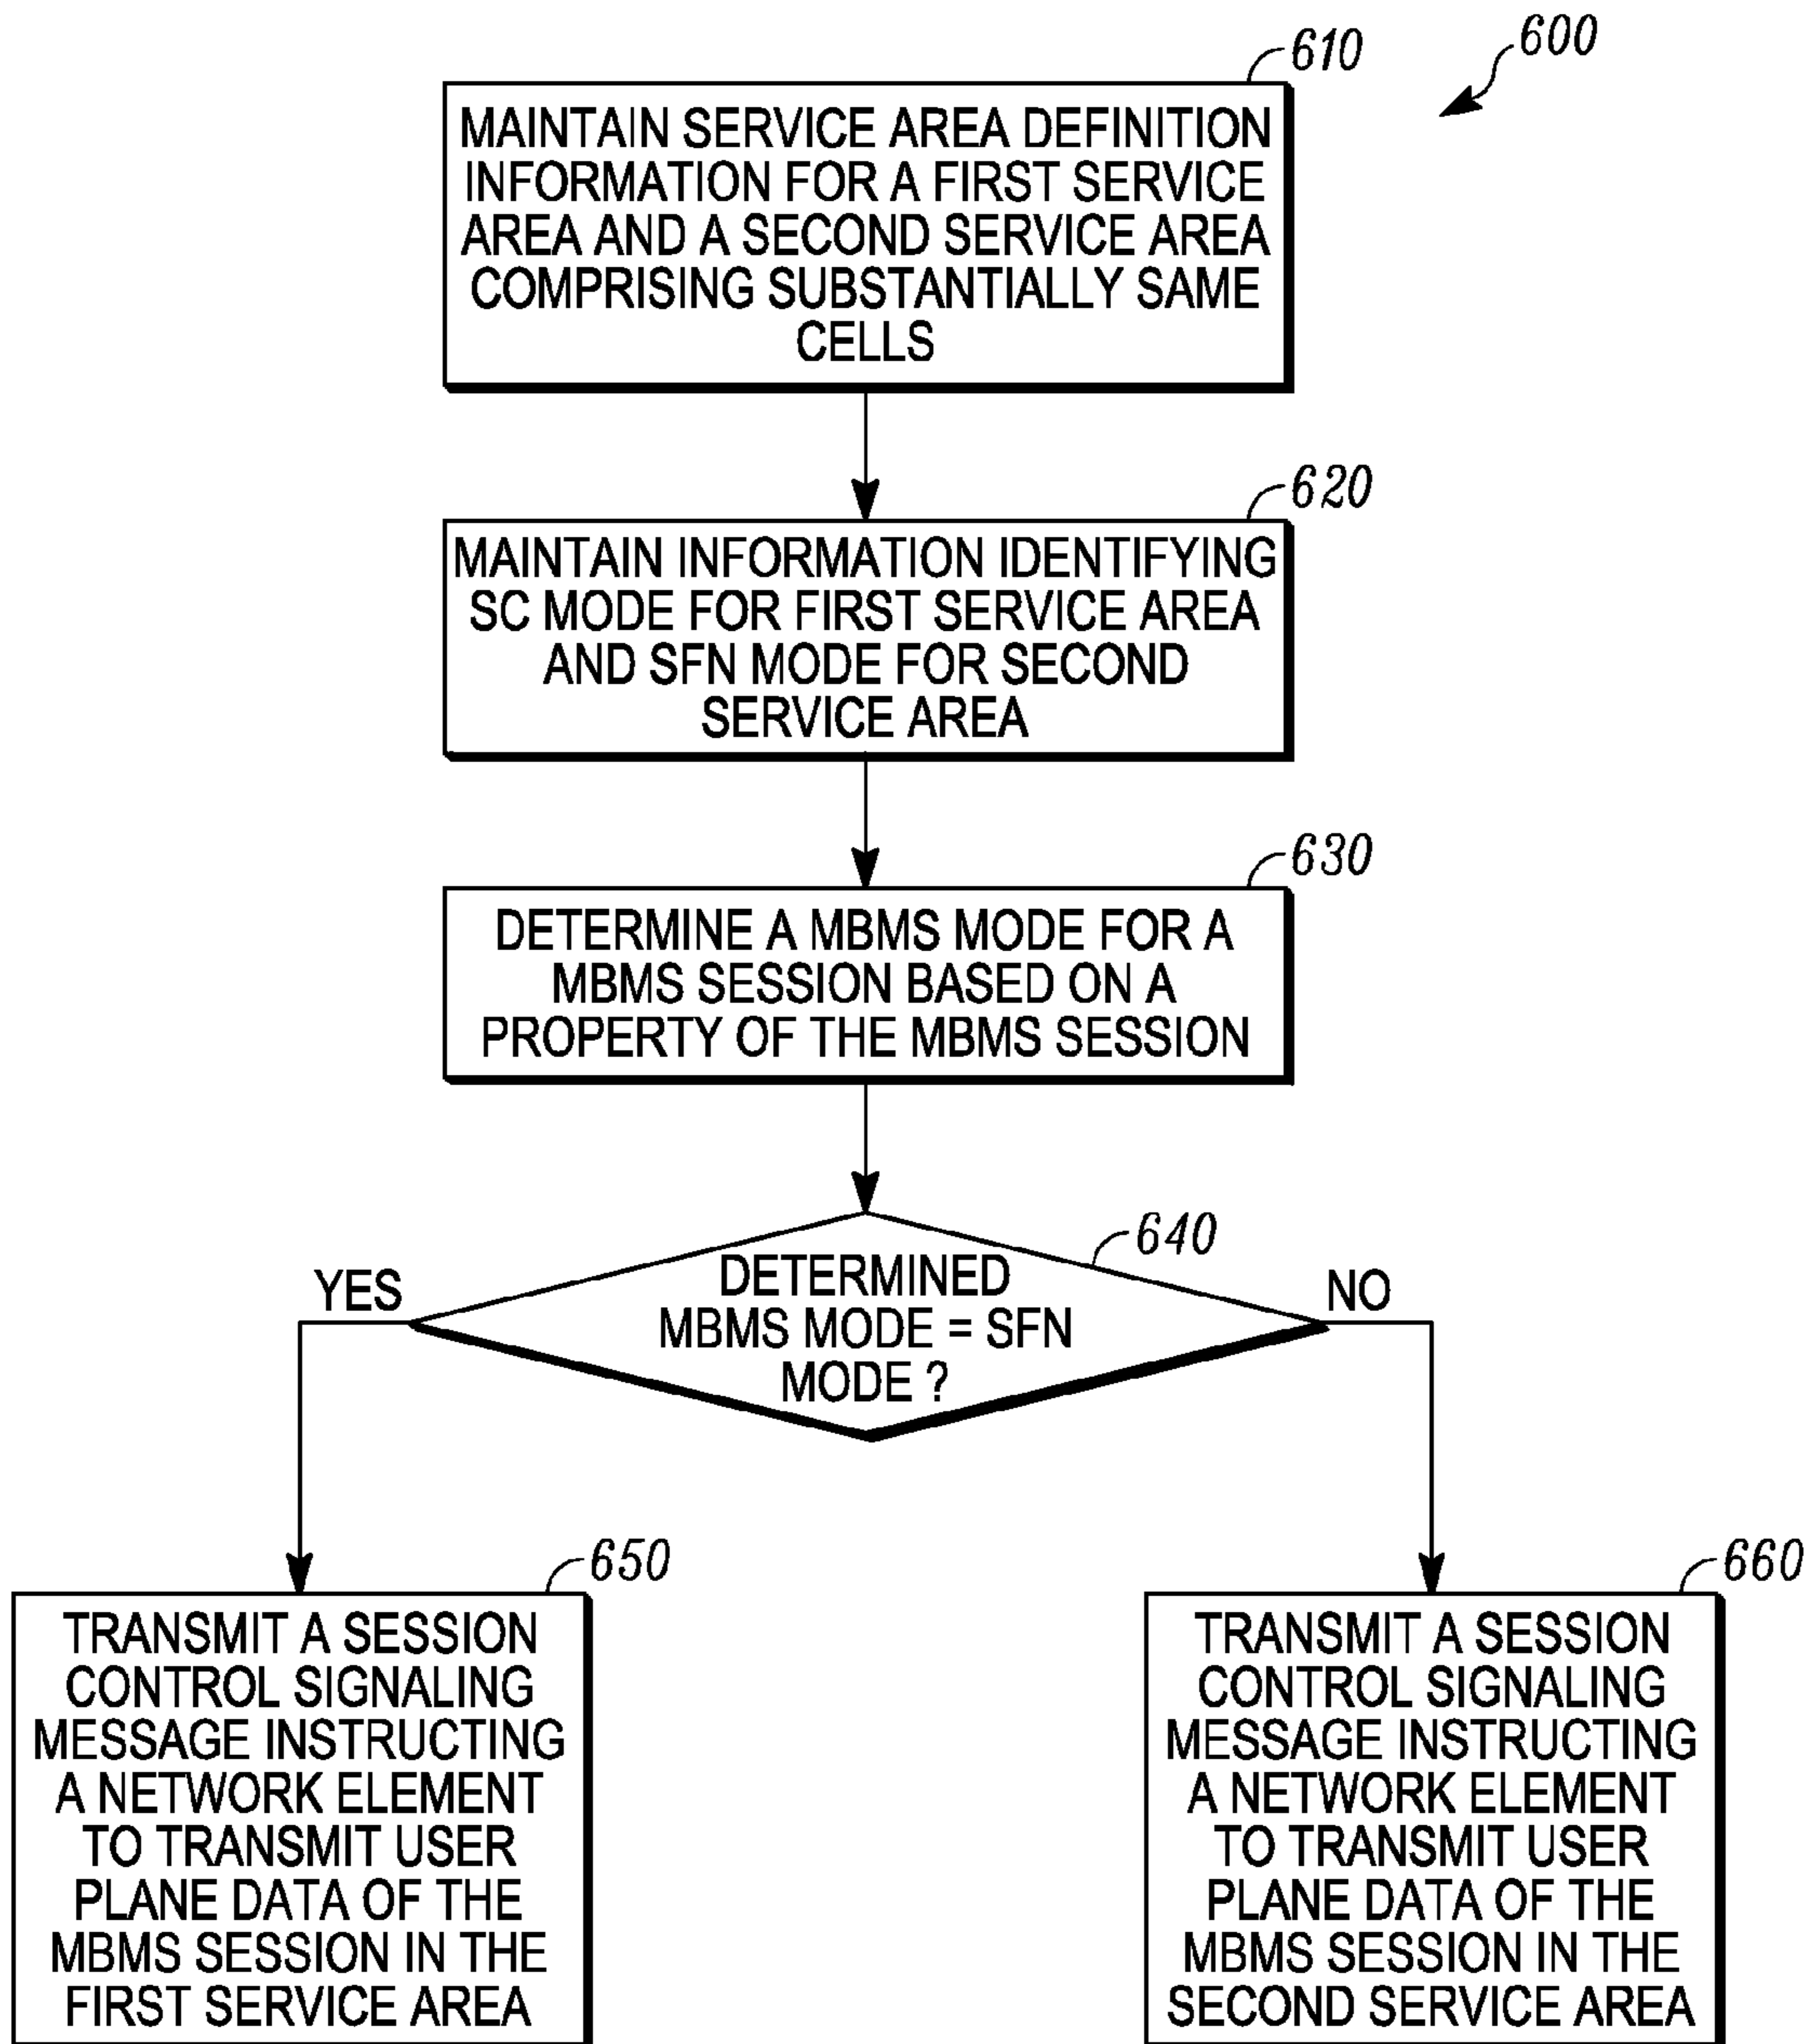 600
610
MAINTAIN SERVICE AREA DEFINITION
INFORMATION FOR A FIRST SERVICE
AREA AND A SECOND SERVICE AREA
COMPRISING SUBSTANTIALLY SAME
CELLS
620
MAINTAIN INFORMATION IDENTIFYING
SC MODE FOR FIRST SERVICE AREA
AND SFN MODE FOR SECOND
SERVICE AREA
630
DETERMINE A MBMS MODE FOR A
MBMS SESSION BASED ON A
PROPERTY OF THE MBMS SESSION
640
DETERMINED
MBMS MODE = SFN
MODE ?
YES
NO
650
TRANSMIT A SESSION
CONTROL SIGNALING
MESSAGE INSTRUCTING
A NETWORK ELEMENT
TO TRANSMIT USER
PLANE DATA OF THE
MBMS SESSION IN THE
FIRST SERVICE AREA
660
TRANSMIT A SESSION
CONTROL SIGNALING
MESSAGE INSTRUCTING
A NETWORK ELEMENT
TO TRANSMIT USER
PLANE DATA OF THE
MBMS SESSION IN THE
SECOND SERVICE AREA